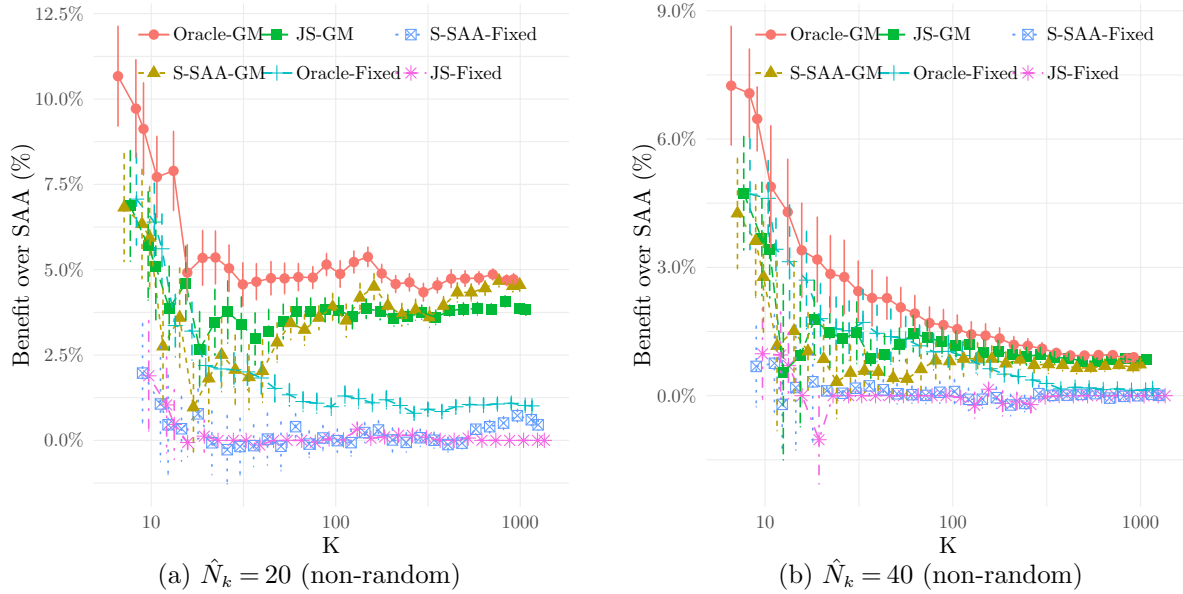 12.5%
10.0%
7.5%
5.0%
2.5%
0.0%
Benefit over SAA (%)
Oracle-GM JS-GM S-SAA-Fixed
S-SAA-GM Oracle-Fixed JS-Fixed
10 100 1000
K
(a) N̂_k = 20 (non-random)
9.0%
6.0%
3.0%
0.0%
Benefit over SAA (%)
Oracle-GM JS-GM S-SAA-Fixed
S-SAA-GM Oracle-Fixed JS-Fixed
10 100 1000
K
(b) N̂_k = 40 (non-random)